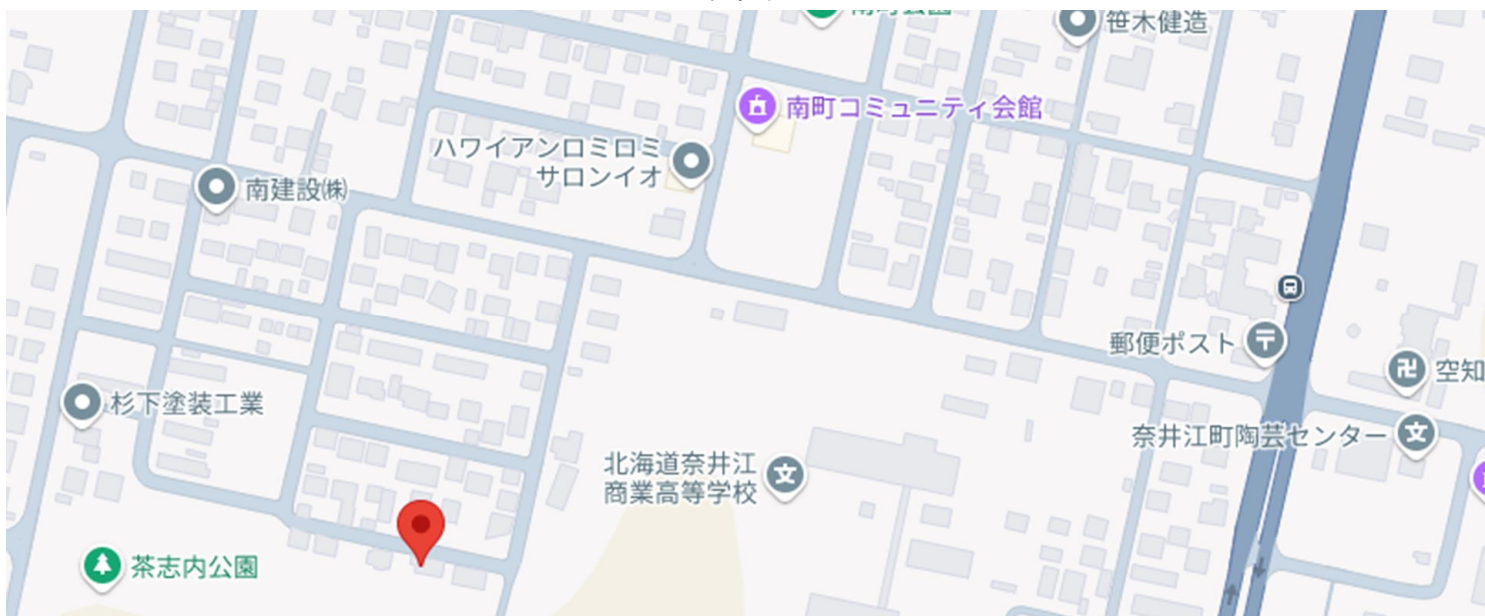 笹木健造
南町コミュニティ会館
ハワイアンロミロミ
サロンイオ
南建設㈱
郵便ポスト
空知
杉下塗装工業
奈井江町陶芸センター
北海道奈井江
商業高等学校
茶志内公園